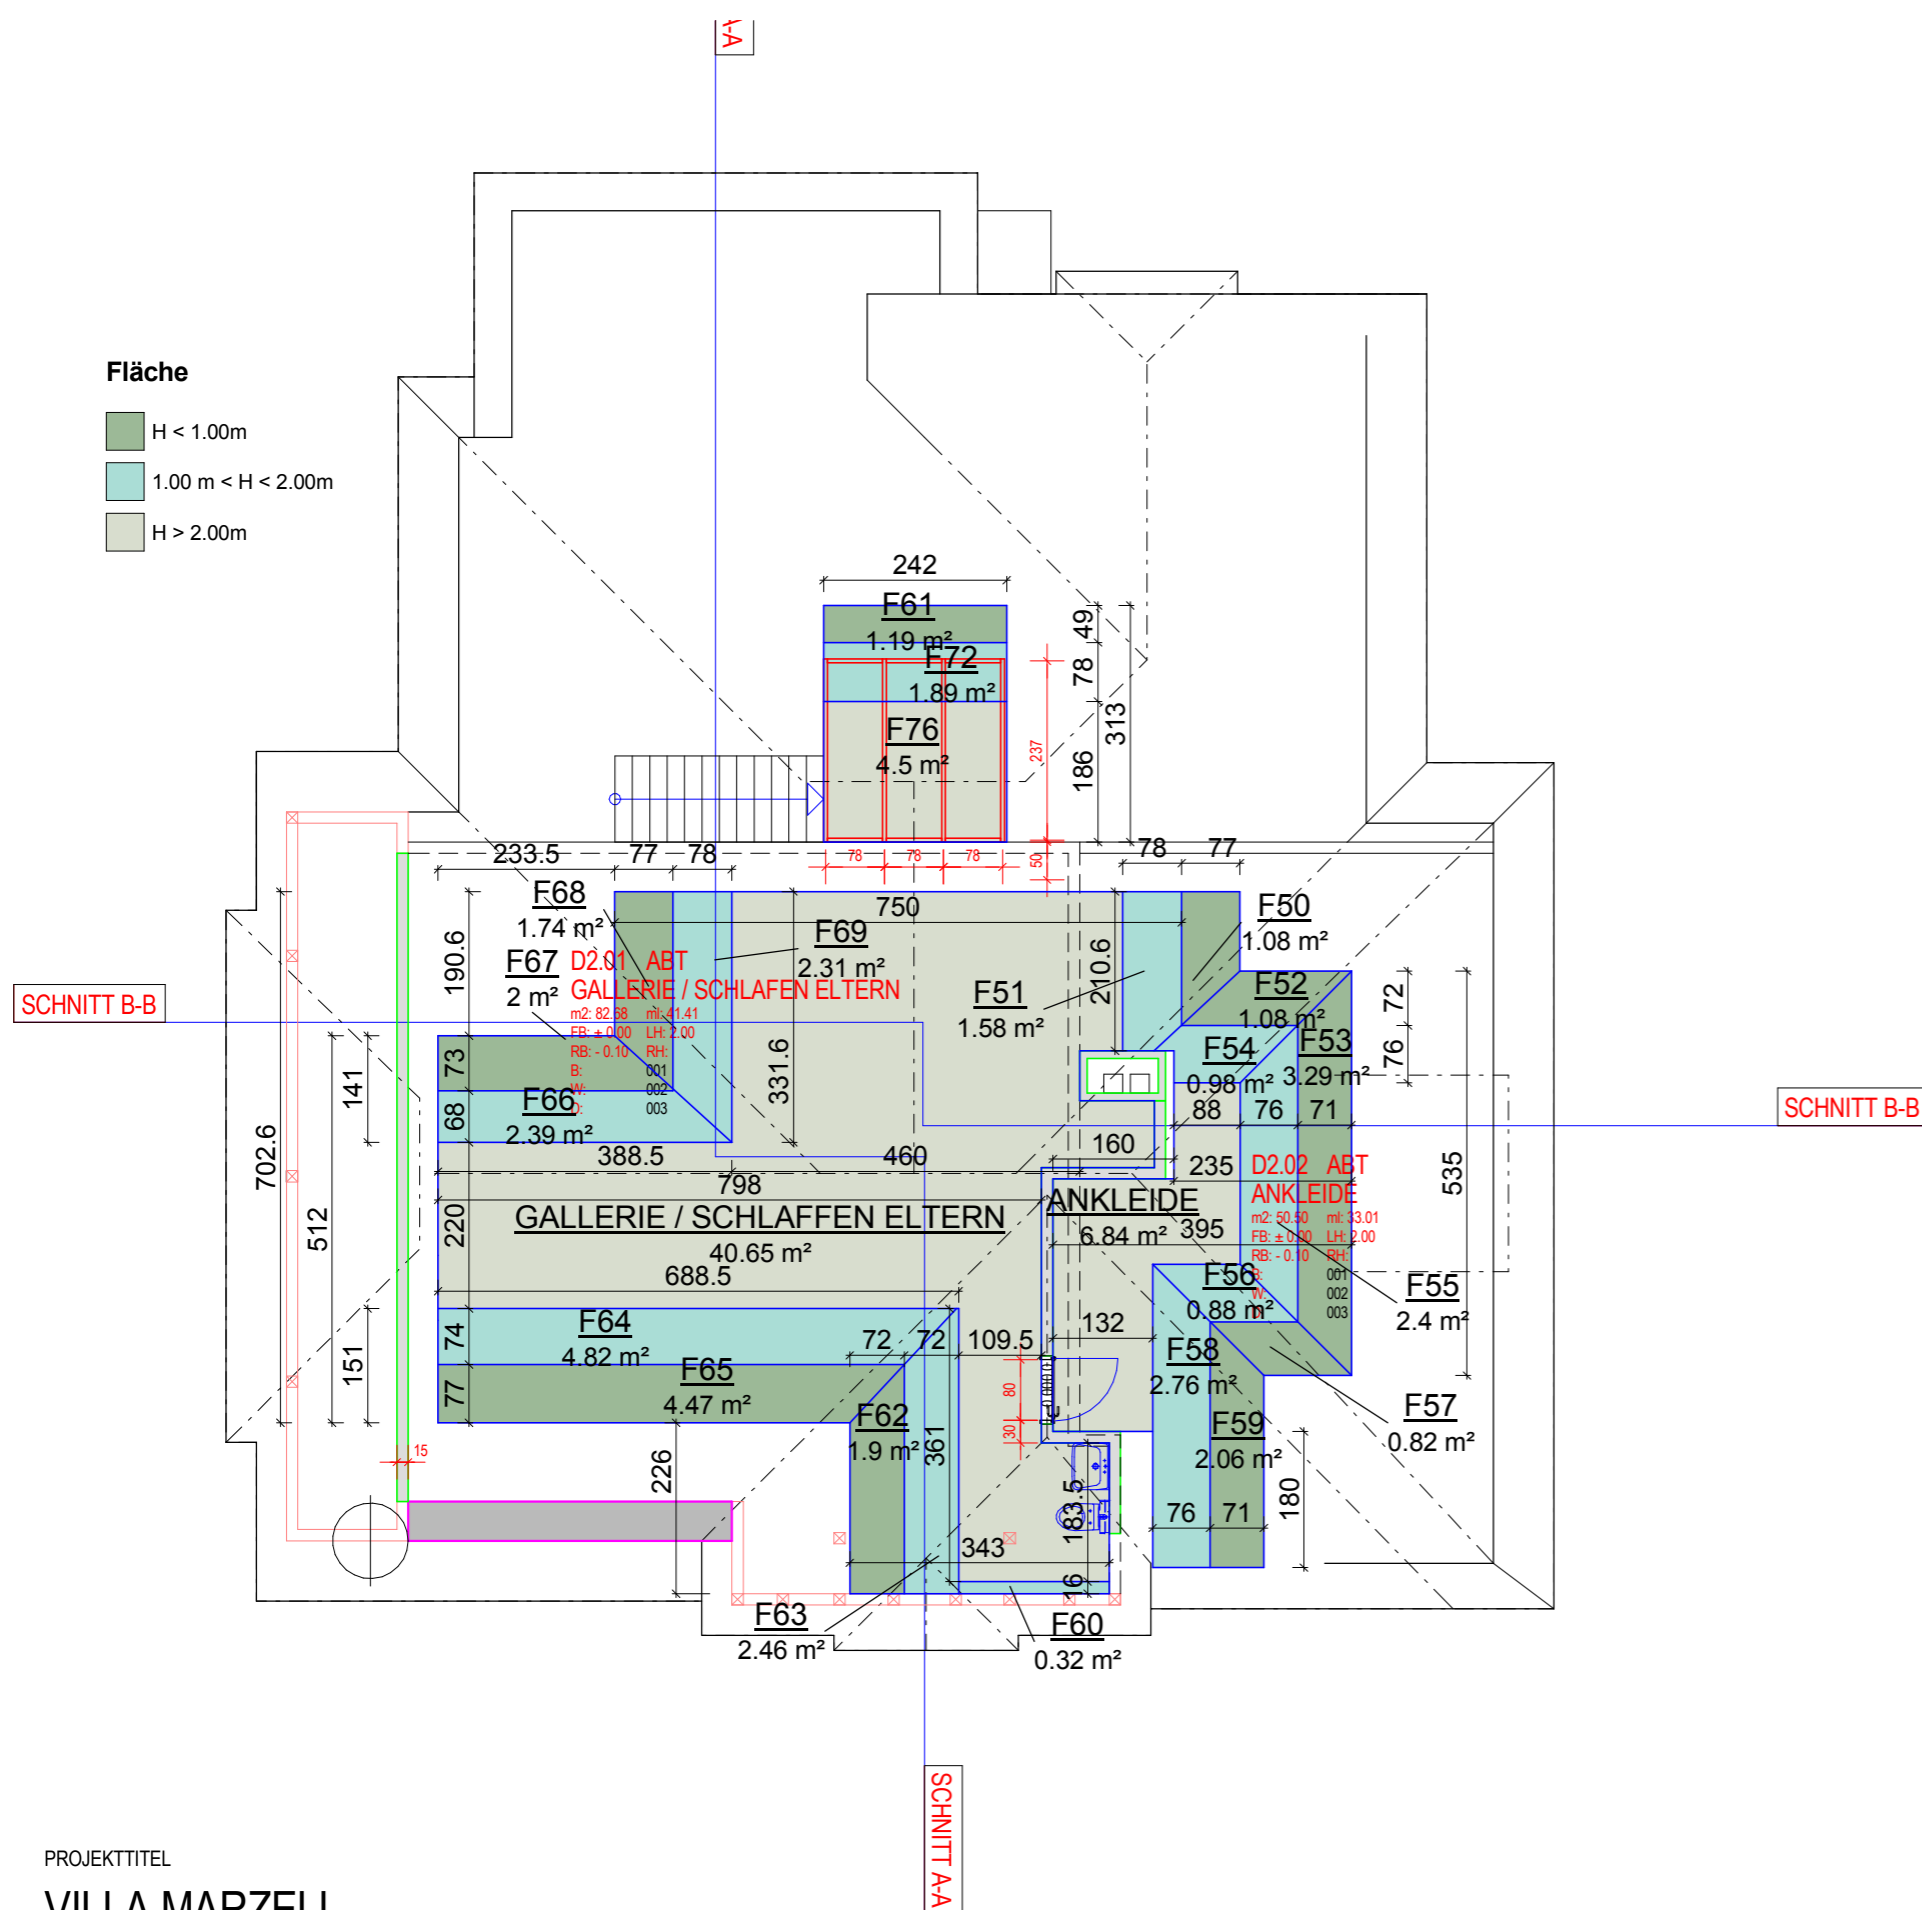 A-A
Fläche
H < 1.00m
1.00 m < H < 2.00m
H > 2.00m
242
F61
1.19 m²
F72
1.89 m²
F76
4.5 m²
49
78
186
313
237
50
78
78
78
233.5
77
78
78
77
F68
1.74 m²
F69
2.31 m²
750
F50
1.08 m²
190.6
F67
2 m²
D2.01 ABT
GALLERIE / SCHLAFEN ELTERN
m2: 82.68 ml: 41.41
FB: ± 0.00 LH: 2.00
RB: - 0.10 RH:
B: 001
W: 002
D: 003
F51
1.58 m²
210.6
F52
1.08 m²
72
76
SCHNITT B-B
F54
0.98 m²
F53
3.29 m²
73
68
141
331.6
F66
2.39 m²
88
76
71
SCHNITT B-B
702.6
512
388.5
460
160
235
535
798
D2.02 ABT
ANKLEIDE
m2: 50.50 ml: 33.01
FB: ± 0.00 LH: 2.00
RB: - 0.10 RH:
B: 001
W: 002
003
220
GALLERIE / SCHLAFFEN ELTERN
40.65 m²
ANKLEIDE
6.84 m²
395
688.5
F56
0.88 m²
F55
2.4 m²
F64
4.82 m²
74
77
151
72
72
109.5
132
F65
4.47 m²
F58
2.76 m²
80
30
F62
1.9 m²
361
F59
2.06 m²
F57
0.82 m²
15
226
183.5
76
71
180
343
16
F63
2.46 m²
F60
0.32 m²
SCHNITT A-A
PROJEKTTITEL
VILLA MARZELI